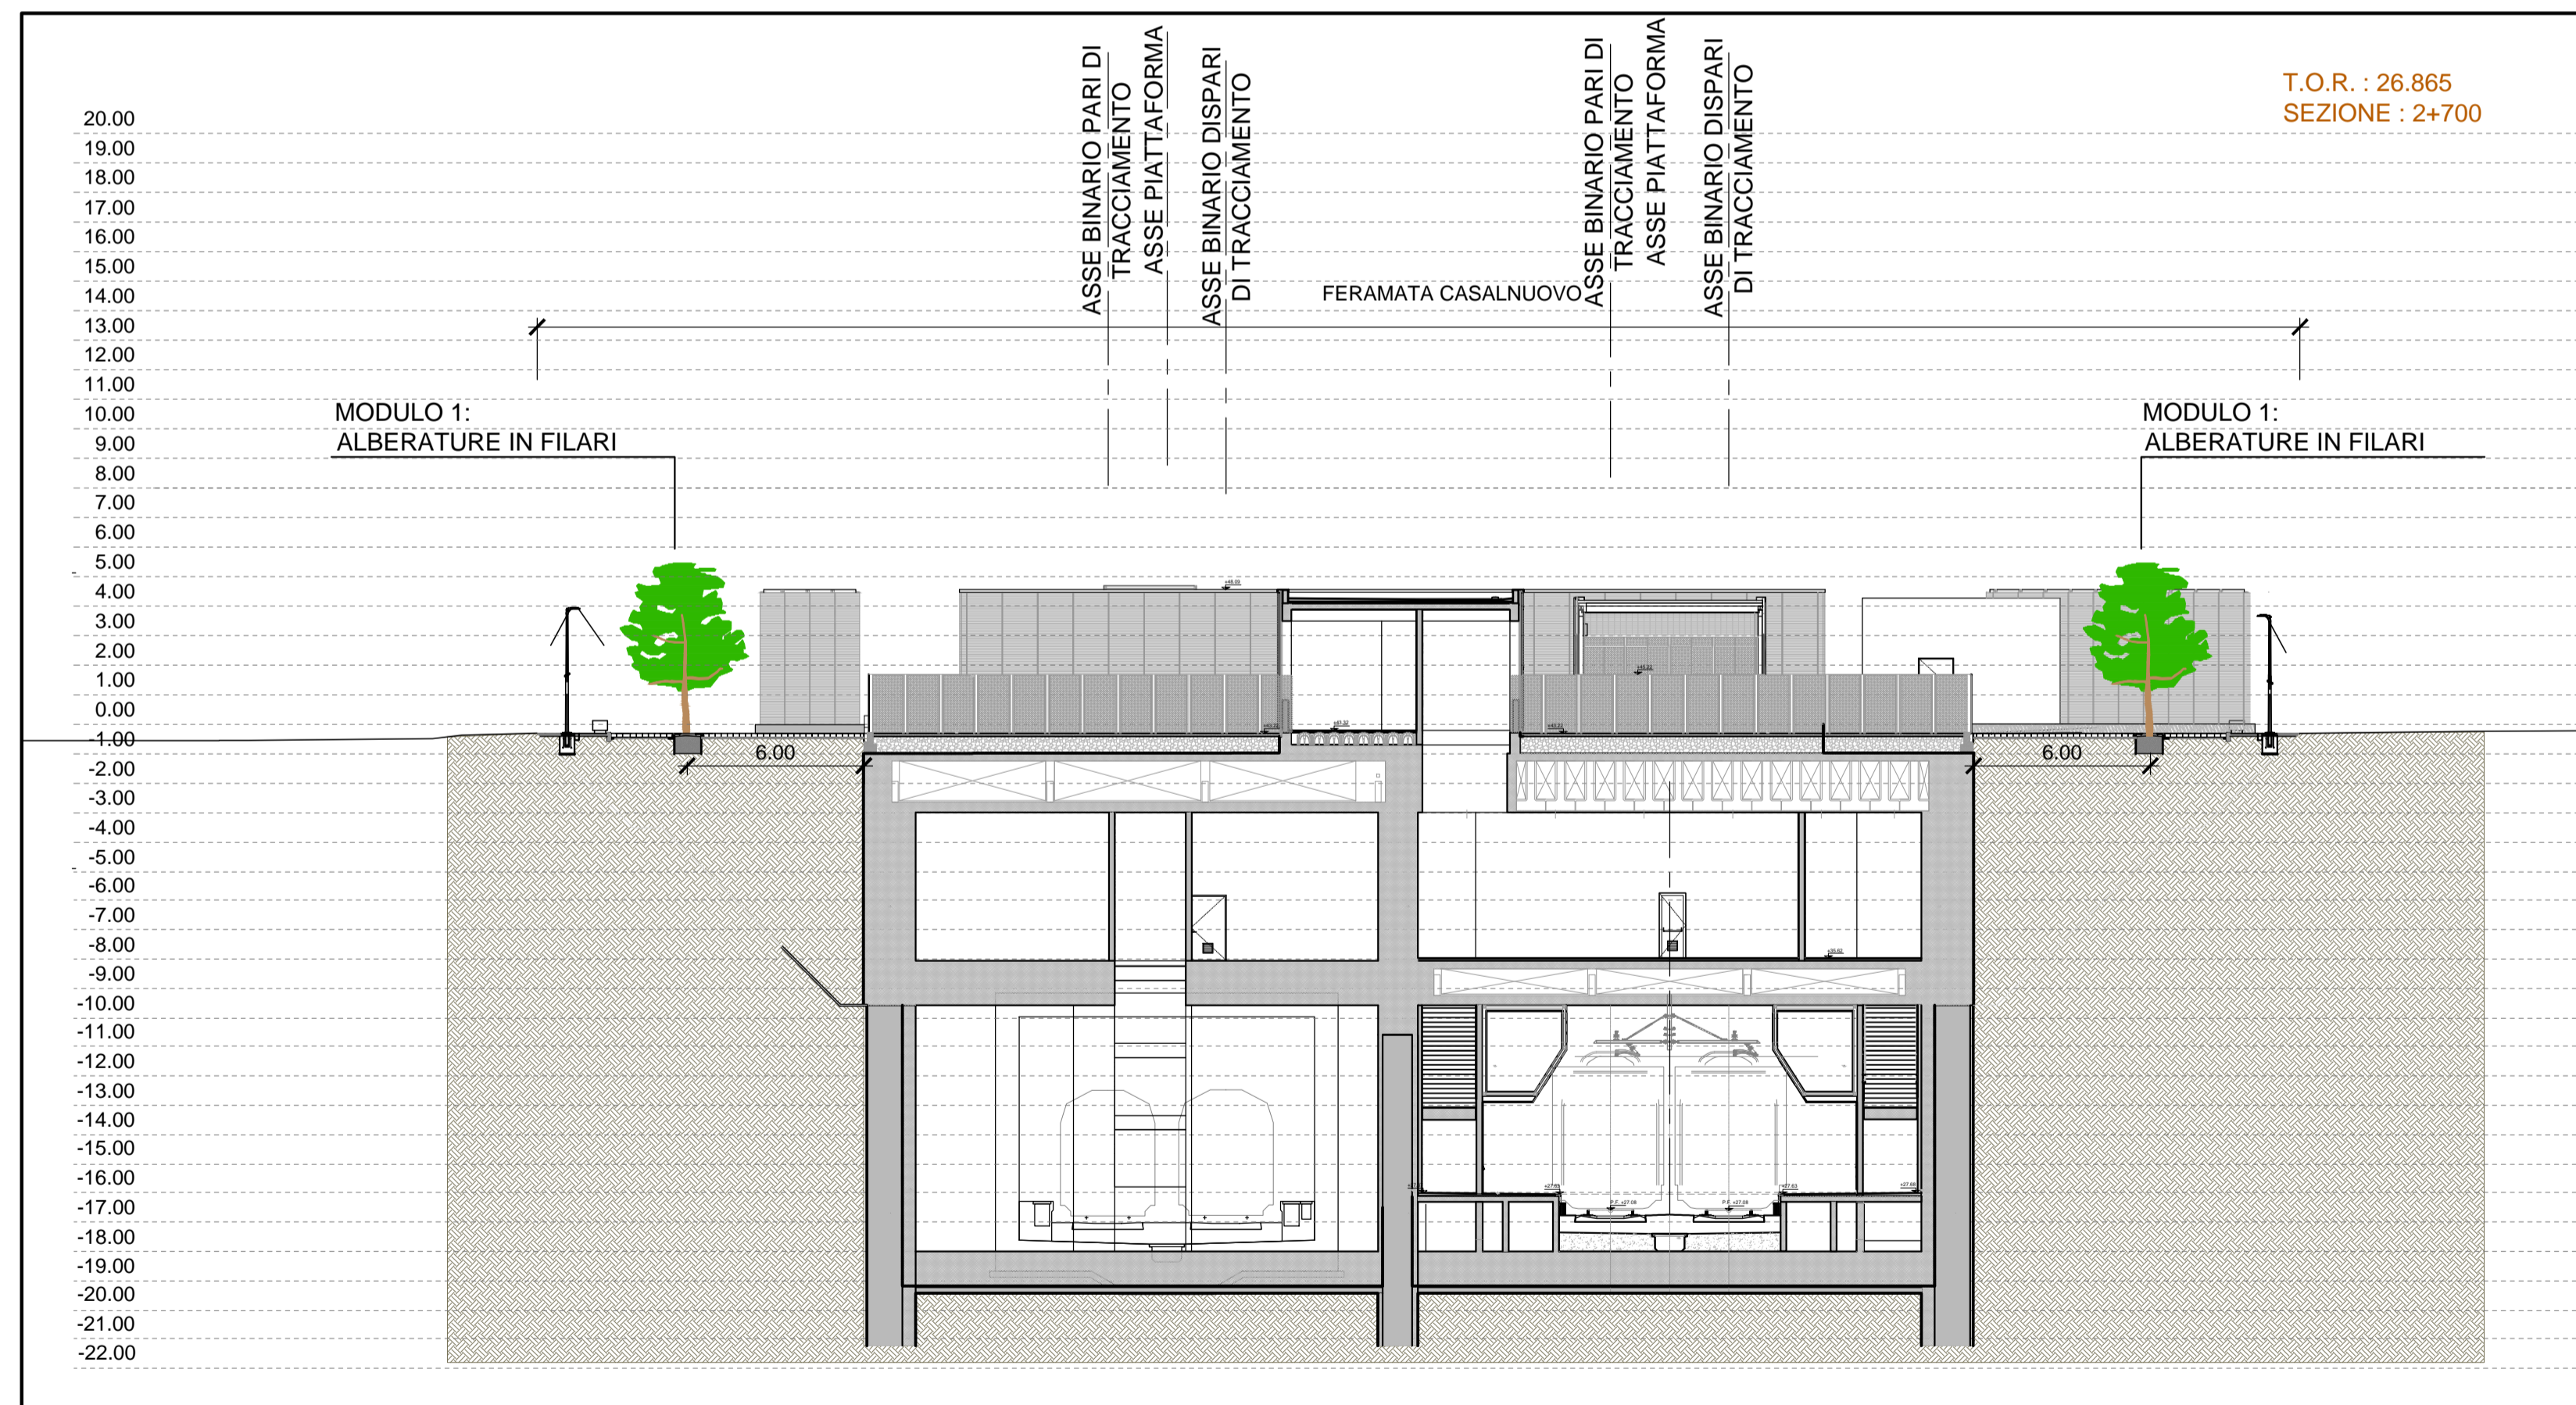 ASSE BINARIO PARI DI
TRACCIAMENTO
ASSE PIATTAFORMA
ASSE BINARIO DISPARI
DI TRACCIAMENTO
ASSE BINARIO PARI DI
TRACCIAMENTO
ASSE PIATTAFORMA
ASSE BINARIO DISPARI
DI TRACCIAMENTO
T.O.R. : 26.865
SEZIONE : 2+700
FERAMATA CASALNUOVO
MODULO 1:
ALBERATURE IN FILARI
MODULO 1:
ALBERATURE IN FILARI
20.00
19.00
18.00
17.00
16.00
15.00
14.00
13.00
12.00
11.00
10.00
9.00
8.00
7.00
6.00
5.00
4.00
3.00
2.00
1.00
0.00
-1.00
-2.00
-3.00
-4.00
-5.00
-6.00
-7.00
-8.00
-9.00
-10.00
-11.00
-12.00
-13.00
-14.00
-15.00
-16.00
-17.00
-18.00
-19.00
-20.00
-21.00
-22.00
6.00
6.00
P.F. +27.08
P.F. +27.08
+27.63